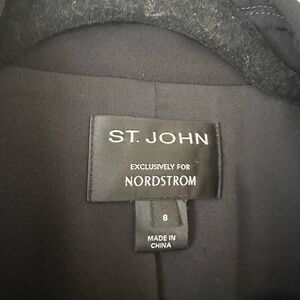 ST. JOHN
EXCLUSIVELY FOR
NORDSTROM
8
MADE IN
CHINA